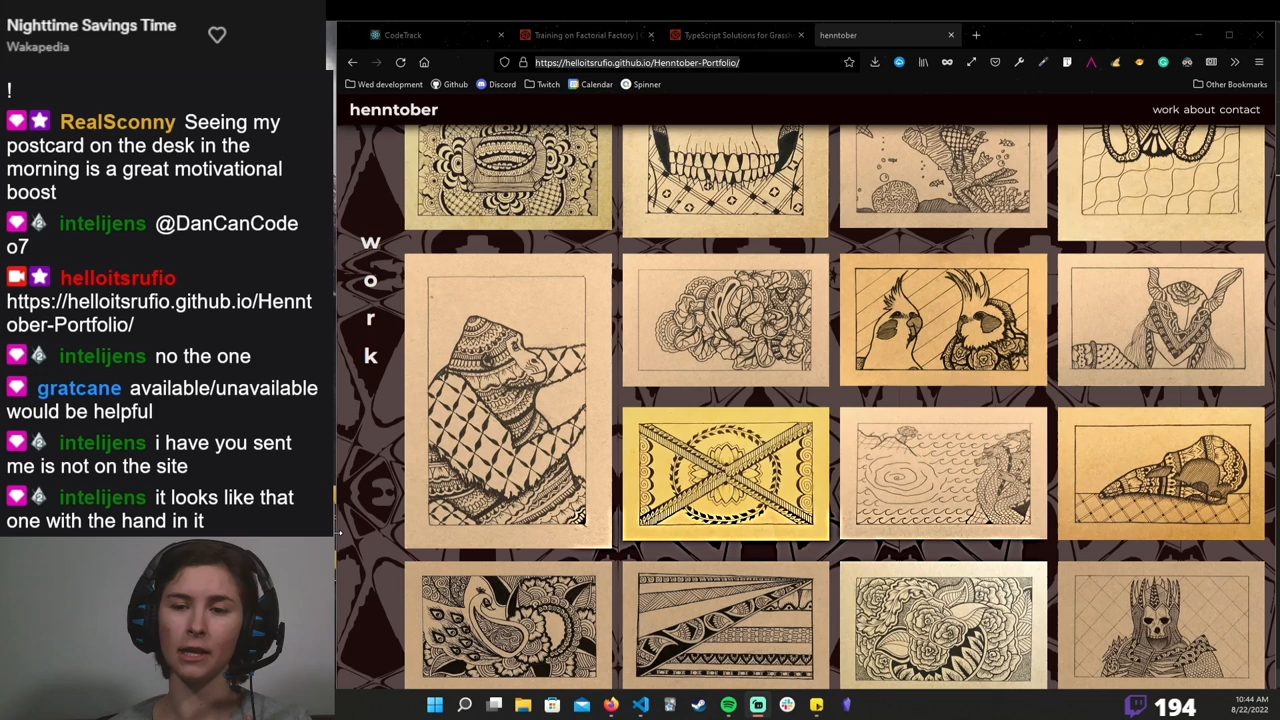 Nighttime Savings Time
Wakapedia
!
RealSconny Seeing my
postcard on the desk in the
morning is a great motivational
boost
intelijens @DanCanCode
o7
helloitsrufio
https://helloitsrufio.github.io/Hennt
ober-Portfolio/
intelijens no the one
gratcane available/unavailable
would be helpful
intelijens i have you sent
me is not on the site
intelijens it looks like that
one with the hand in it
CodeTrack
Training on Factorial Factory | C
TypeScript Solutions for Grassh
henntober
https://helloitsrufio.github.io/Henntober-Portfolio/
Wed development
Github
Discord
Twitch
Calendar
Spinner
Other Bookmarks
henntober
work about contact
w
o
r
k
194
10:44 AM
8/22/2022